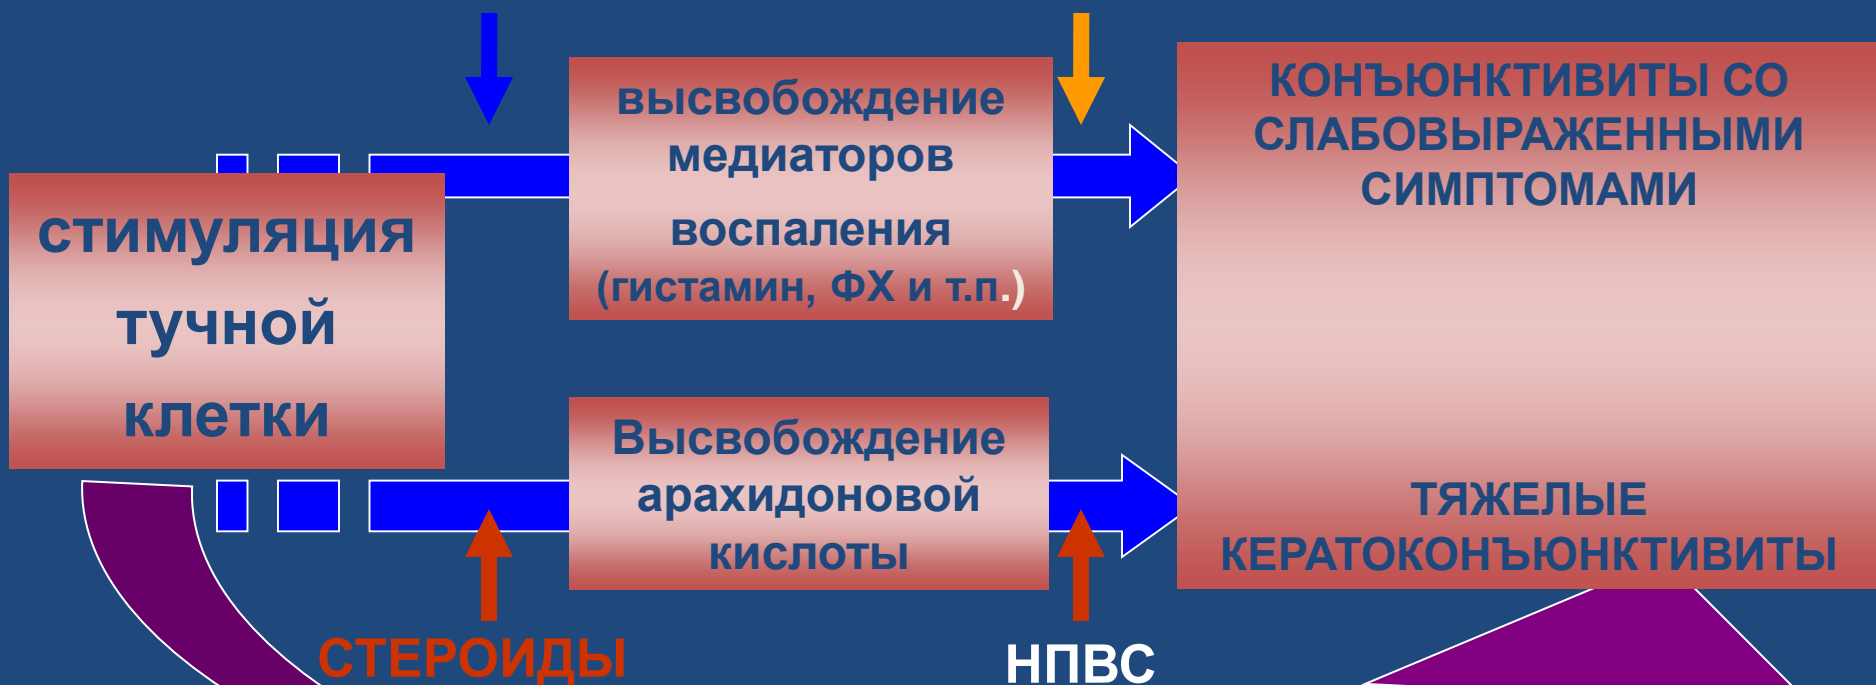 стимуляция
тучной
клетки
высвобождение
медиаторов
воспаления
(гистамин, ФХ и т.п.)
Высвобождение
арахидоновой
кислоты
КОНЪЮНКТИВИТЫ СО
СЛАБОВЫРАЖЕННЫМИ
СИМПТОМАМИ
ТЯЖЕЛЫЕ
КЕРАТОКОНЪЮНКТИВИТЫ
СТЕРОИДЫ
НПВС